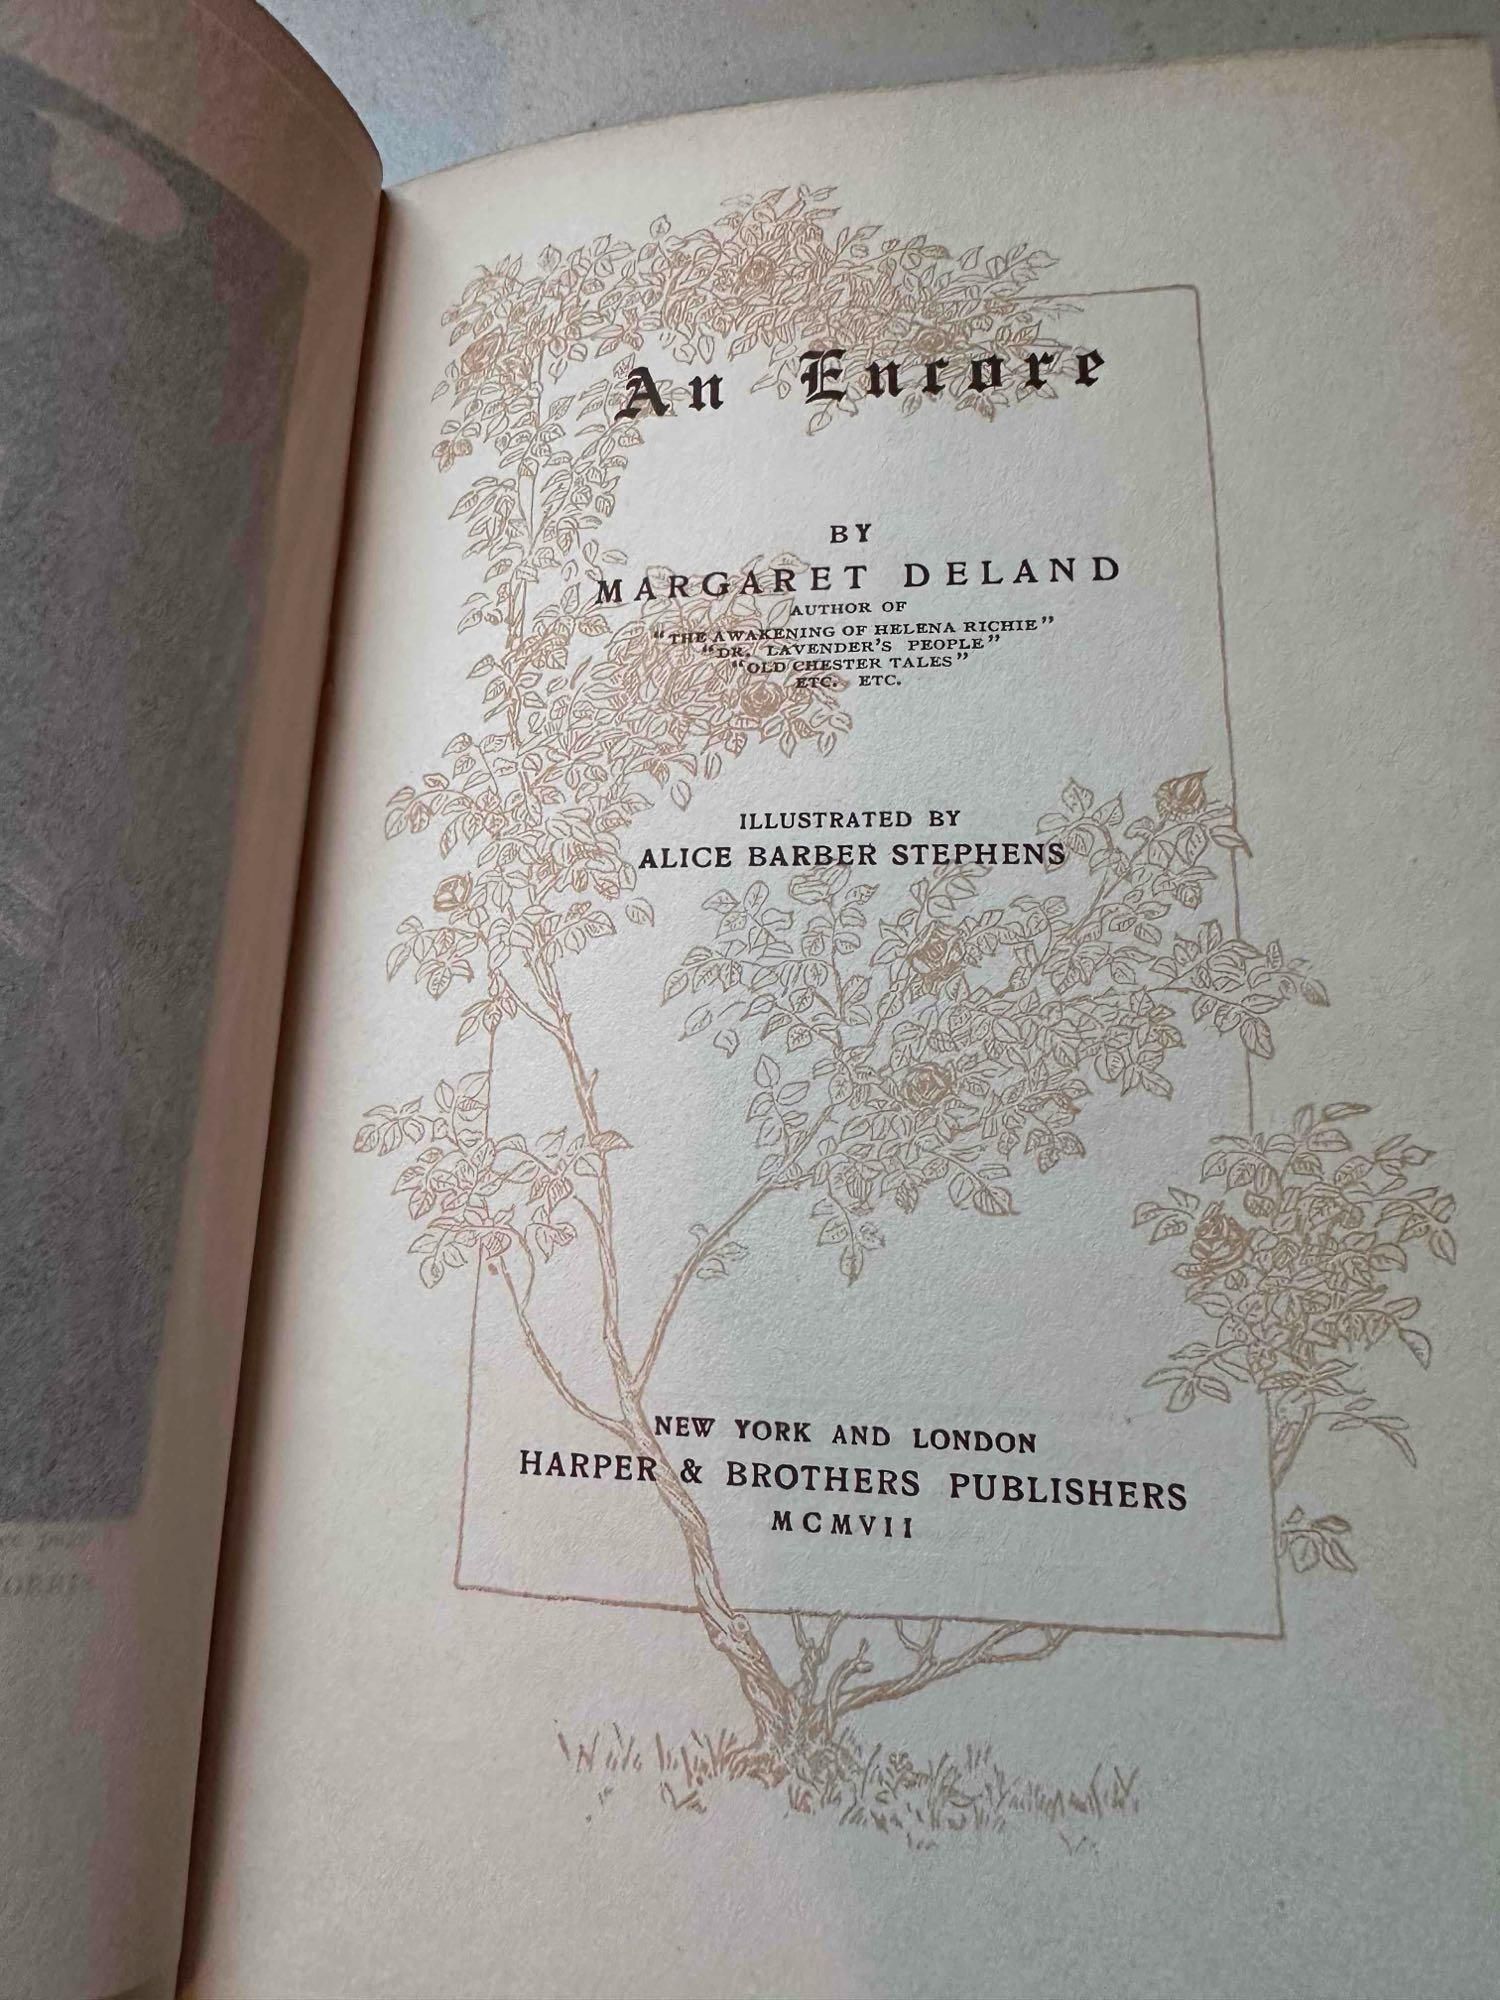 An Encore
BY
MARGARET DELAND
AUTHOR OF
"THE AWAKENING OF HELENA RICHIE"
"DR. LAVENDER'S PEOPLE"
"OLD CHESTER TALES"
ETC. ETC.
ILLUSTRATED BY
ALICE BARBER STEPHENS
NEW YORK AND LONDON
HARPER & BROTHERS PUBLISHERS
MCMVII